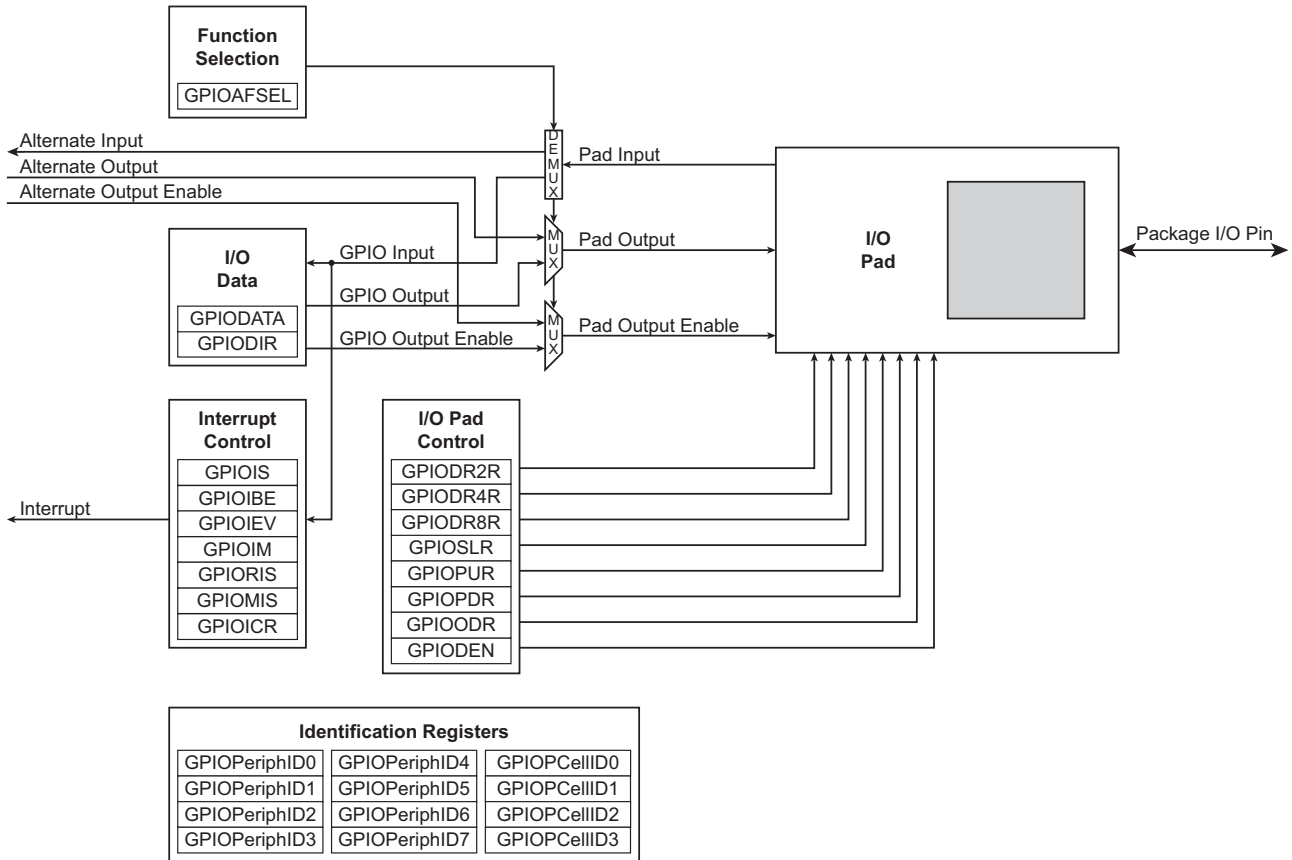 Function
Selection
GPIOAFSEL
Alternate Input
Alternate Output
Alternate Output Enable
DEMUX
Pad Input
MUX
Pad Output
MUX
Pad Output Enable
I/O
Pad
Package I/O Pin
I/O
Data
GPIODATA
GPIODIR
GPIO Input
GPIO Output
GPIO Output Enable
Interrupt
Control
GPIOIS
GPIOIBE
GPIOIEV
GPIOIM
GPIORIS
GPIOMIS
GPIOICR
Interrupt
I/O Pad
Control
GPIODR2R
GPIODR4R
GPIODR8R
GPIOSLR
GPIOPUR
GPIOPDR
GPIOODR
GPIODEN
Identification Registers
GPIOPeriphID0 GPIOPeriphID4 GPIOPCellID0
GPIOPeriphID1 GPIOPeriphID5 GPIOPCellID1
GPIOPeriphID2 GPIOPeriphID6 GPIOPCellID2
GPIOPeriphID3 GPIOPeriphID7 GPIOPCellID3